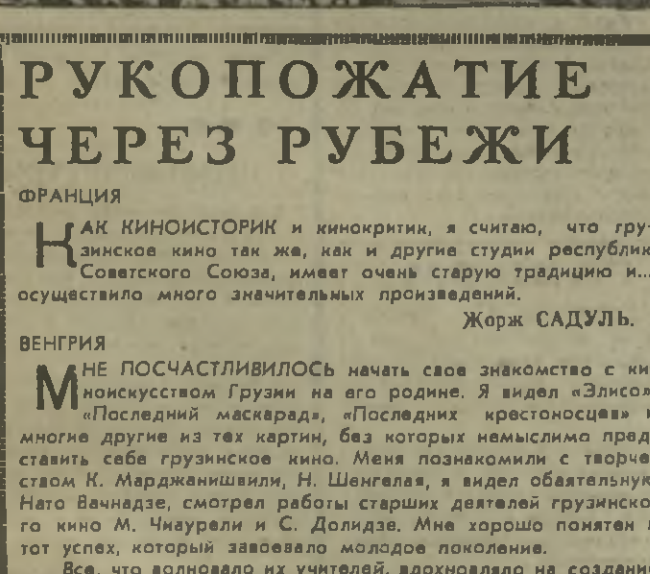 РУКОПОЖАТИЕ
ЧЕРЕЗ РУБЕЖИ
ФРАНЦИЯ
КАК КИНОИСТОРИК и кинокритик, я считаю, что гру-
зинское кино так же, как и другие студии республик
Советского Союза, имеет очень старую традицию и...
осуществило много значительных произведений.
Жорж САДУЛЬ.
ВЕНГРИЯ
МНЕ ПОСЧАСТЛИВИЛОСЬ начать свое знакомство с ки-
ноискусством Грузии на его родине. Я видел «Элисо»
«Последний маскарад», «Последних крестоносцев» и
многие другие из тех картин, без которых немыслимо пред-
ставить себе грузинское кино. Меня познакомили с творче-
ством К. Марджанишвили, Н. Шенгелая, я видел обаятельную
Нато Вачнадзе, смотрел работы старших деятелей грузинско-
го кино М. Чиаурели и С. Долидзе. Мне хорошо понятен и
тот успех, который завоевало молодое поколение.
Все, что волновало их учителей, вдохновляло на создание